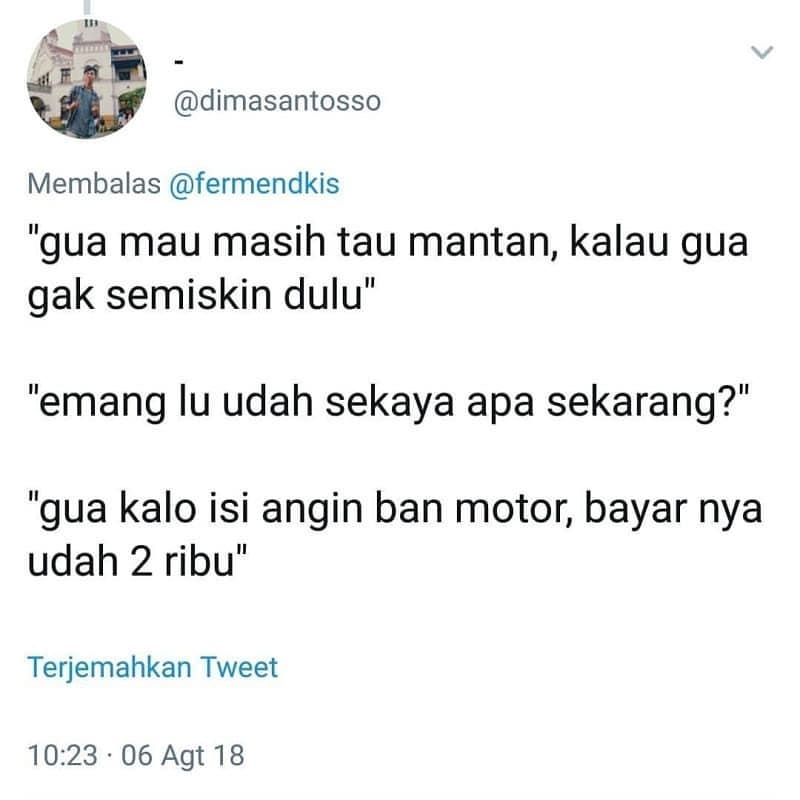 -
@dimasantosso
Membalas @fermendkis
"gua mau masih tau mantan, kalau gua
gak semiskin dulu"
"emang lu udah sekaya apa sekarang?"
"gua kalo isi angin ban motor, bayar nya
udah 2 ribu"
Terjemahkan Tweet
10:23 · 06 Agt 18